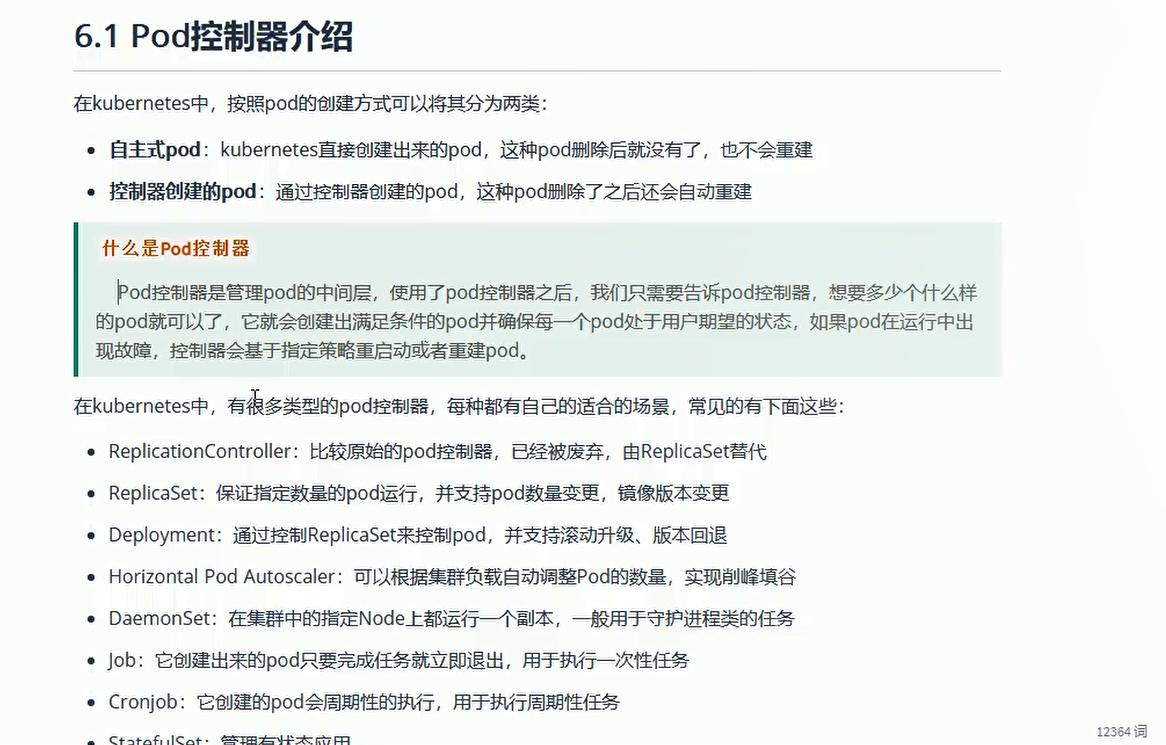 6.1 Pod控制器介绍
在kubernetes中，按照pod的创建方式可以将其分为两类：
自主式pod：kubernetes直接创建出来的pod，这种pod删除后就没有了，也不会重建
控制器创建的pod：通过控制器创建的pod，这种pod删除了之后还会自动重建
什么是Pod控制器
Pod控制器是管理pod的中间层，使用了pod控制器之后，我们只需要告诉pod控制器，想要多少个什么样
的pod就可以了，它就会创建出满足条件的pod并确保每一个pod处于用户期望的状态，如果pod在运行中出
现故障，控制器会基于指定策略重启动或者重建pod。
在kubernetes中，有很多类型的pod控制器，每种都有自己的适合的场景，常见的有下面这些：
ReplicationController：比较原始的pod控制器，已经被废弃，由ReplicaSet替代
ReplicaSet：保证指定数量的pod运行，并支持pod数量变更，镜像版本变更
Deployment：通过控制ReplicaSet来控制pod，并支持滚动升级、版本回退
Horizontal Pod Autoscaler：可以根据集群负载自动调整Pod的数量，实现削峰填谷
DaemonSet：在集群中的指定Node上都运行一个副本，一般用于守护进程类的任务
Job：它创建出来的pod只要完成任务就立即退出，用于执行一次性任务
Cronjob：它创建的pod会周期性的执行，用于执行周期性任务
StatefulSet：管理有状态应用
12364 词